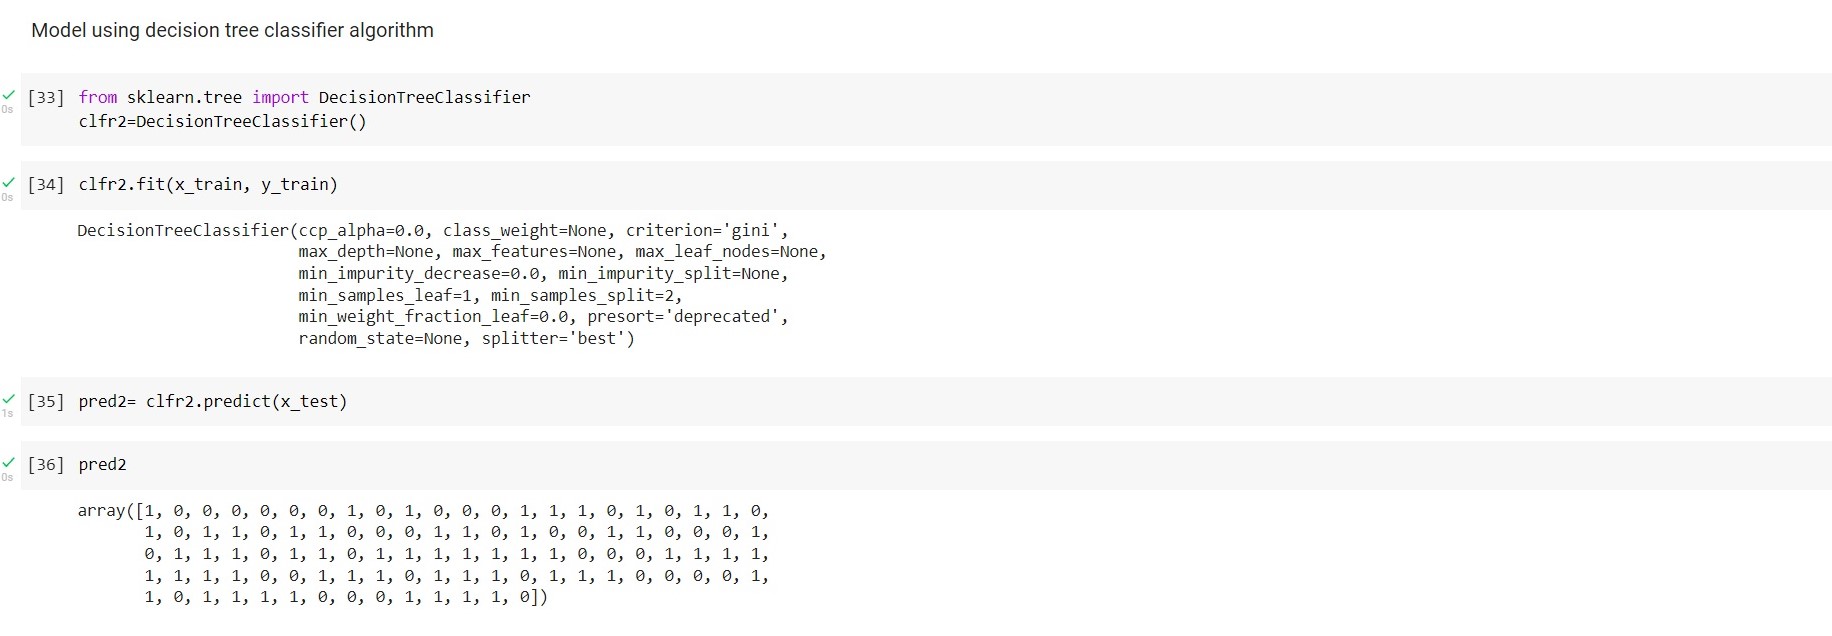 Model using decision tree classifier algorithm
0s
[33] from sklearn.tree import DecisionTreeClassifier
clfr2=DecisionTreeClassifier()
0s
[34] clfr2.fit(x_train, y_train)
DecisionTreeClassifier(ccp_alpha=0.0, class_weight=None, criterion='gini',
max_depth=None, max_features=None, max_leaf_nodes=None,
min_impurity_decrease=0.0, min_impurity_split=None,
min_samples_leaf=1, min_samples_split=2,
min_weight_fraction_leaf=0.0, presort='deprecated',
random_state=None, splitter='best')
1s
[35] pred2= clfr2.predict(x_test)
0s
[36] pred2
array([1, 0, 0, 0, 0, 0, 0, 1, 0, 1, 0, 0, 0, 1, 1, 1, 0, 1, 0, 1, 1, 0,
1, 0, 1, 1, 0, 1, 1, 0, 0, 0, 1, 1, 0, 1, 0, 0, 1, 1, 0, 0, 0, 1,
0, 1, 1, 1, 0, 1, 1, 0, 1, 1, 1, 1, 1, 1, 1, 0, 0, 0, 1, 1, 1, 1,
1, 1, 1, 1, 0, 0, 1, 1, 1, 0, 1, 1, 1, 0, 1, 1, 1, 0, 0, 0, 0, 1,
1, 0, 1, 1, 1, 1, 0, 0, 0, 1, 1, 1, 1, 0])